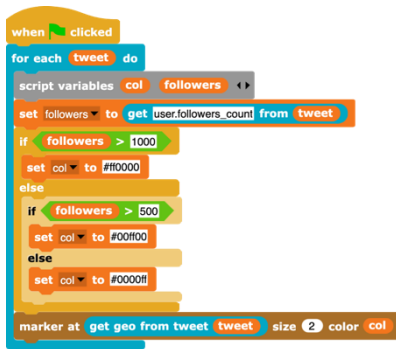 when clicked
for each tweet do
script variables col followers
set followers to get user.followers_count from tweet
if followers > 1000
set col to #ff0000
else
if followers > 500
set col to #00ff00
else
set col to #0000ff
marker at get geo from tweet tweet size 2 color col